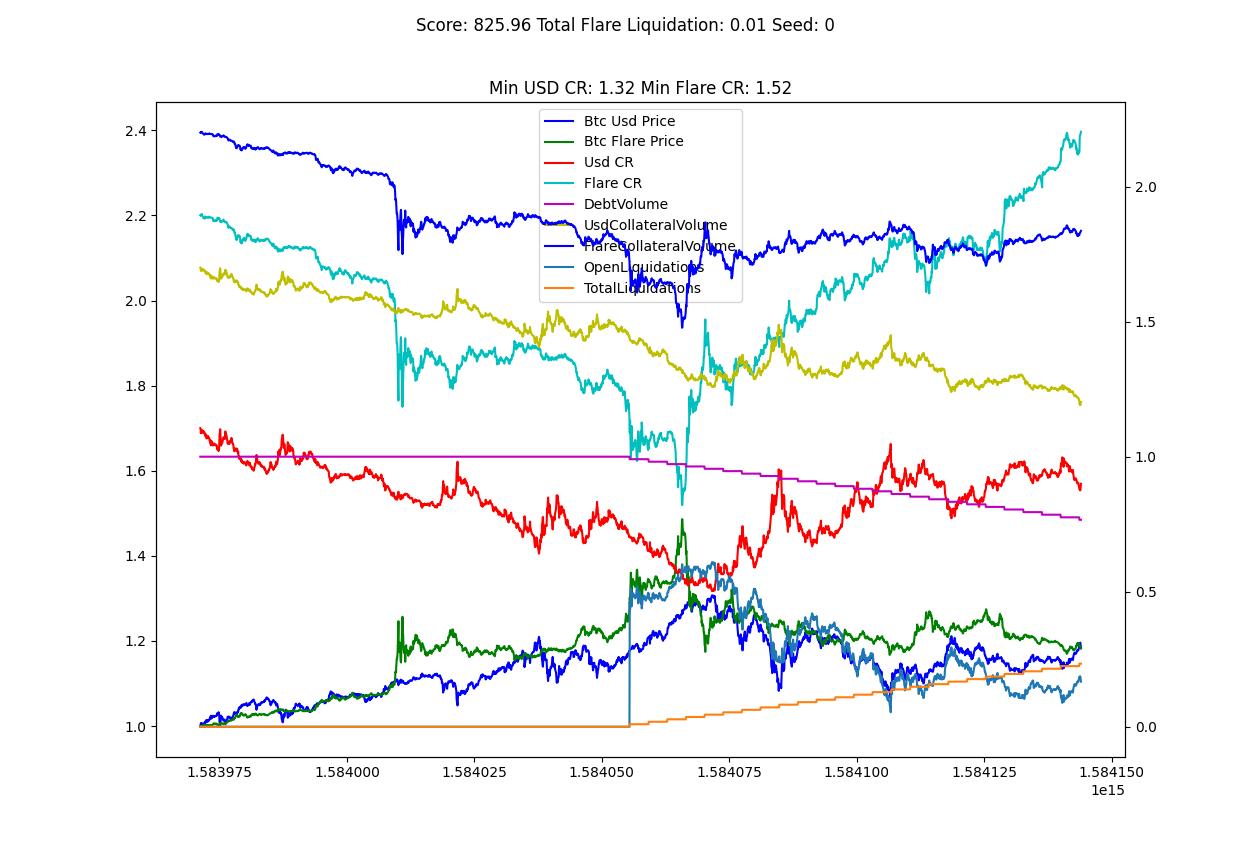 Score: 825.96 Total Flare Liquidation: 0.01 Seed: 0
Min USD CR: 1.32 Min Flare CR: 1.52
Btc Usd Price
Btc Flare Price
Usd CR
Flare CR
DebtVolume
UsdCollateralVolume
FlareCollateralVolume
OpenLiquidations
TotalLiquidations
2.4
2.2
2.0
1.8
1.6
1.4
1.2
1.0
2.0
1.5
1.0
0.5
0.0
1.583975 1.584000 1.584025 1.584050 1.584075 1.584100 1.584125 1.584150
1e15